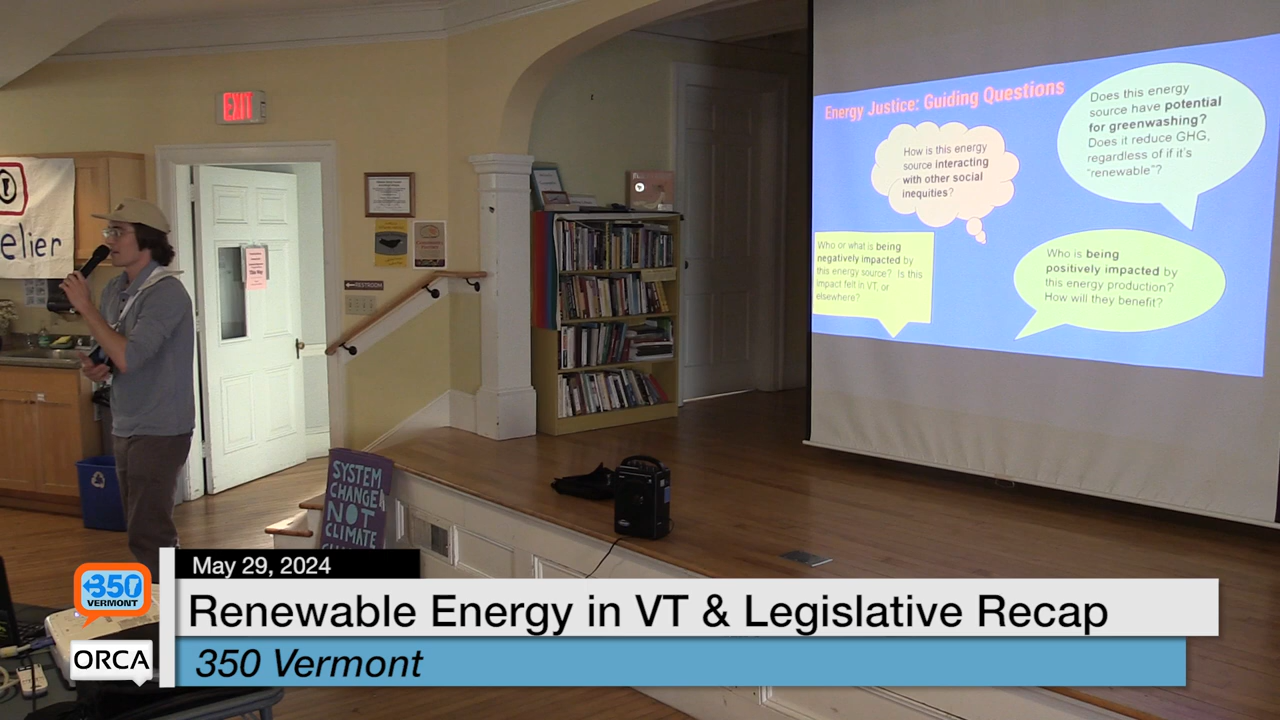 EXIT
elier
This Way
RESTROOM
SYSTEM
CHANGE
NOT
CLIMATE
Energy Justice: Guiding Questions
How is this energy
source interacting
with other social
inequities?
Does this energy
source have potential
for greenwashing?
Does it reduce GHG,
regardless of if it's
"renewable"?
Who or what is being
negatively impacted by
this energy source? Is this
impact felt in VT, or
elsewhere?
Who is being
positively impacted by
this energy production?
How will they benefit?
May 29, 2024
350
VERMONT
Renewable Energy in VT & Legislative Recap
ORCA
350 Vermont